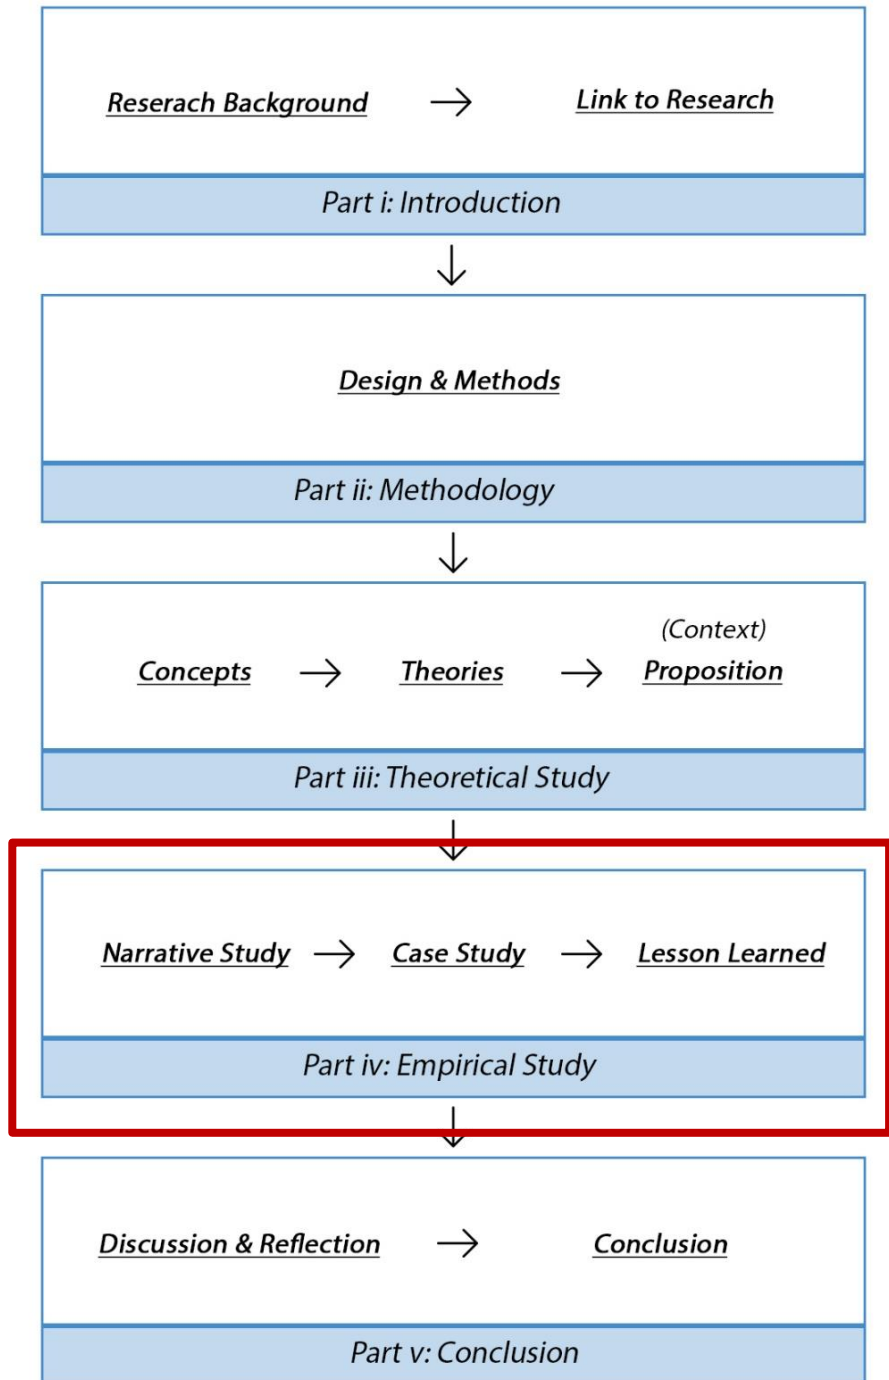 Reserach Background → Link to Research
Part i: Introduction
Design & Methods
Part ii: Methodology
(Context)
Concepts → Theories → Proposition
Part iii: Theoretical Study
Narrative Study → Case Study → Lesson Learned
Part iv: Empirical Study
Discussion & Reflection → Conclusion
Part v: Conclusion